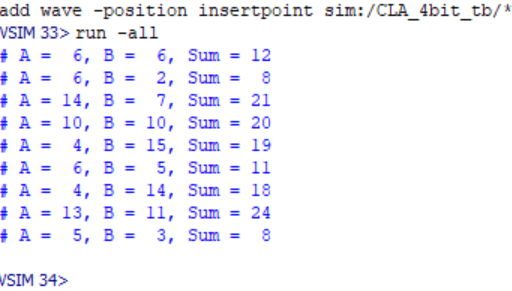 add wave -position insertpoint sim:/CLA_4bit_tb/*
VSIM 33> run -all
# A =  6, B =  6, Sum = 12
# A =  6, B =  2, Sum =  8
# A = 14, B =  7, Sum = 21
# A = 10, B = 10, Sum = 20
# A =  4, B = 15, Sum = 19
# A =  6, B =  5, Sum = 11
# A =  4, B = 14, Sum = 18
# A = 13, B = 11, Sum = 24
# A =  5, B =  3, Sum =  8
VSIM 34>